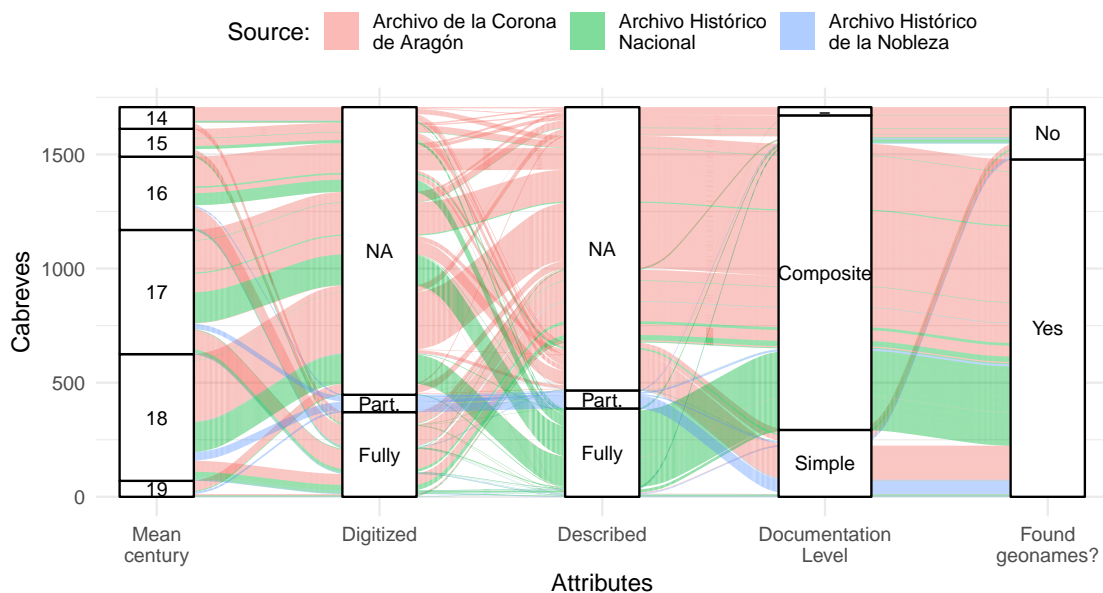 Source:
Archivo de la Corona
de Aragón
Archivo Histórico
Nacional
Archivo Histórico
de la Nobleza
Cabreves
1500
1000
500
0
14
15
16
17
18
19
NA
Part.
Fully
NA
Part.
Fully
Composite
Simple
No
Yes
Mean
century
Digitized
Described
Documentation
Level
Found
geonames?
Attributes